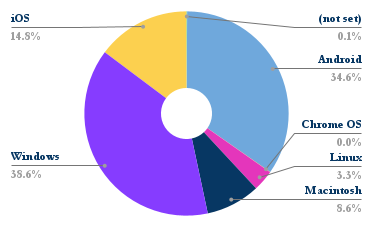 iOS
14.8%
(not set)
0.1%
Android
34.6%
Chrome OS
0.0%
Linux
3.3%
Windows
38.6%
Macintosh
8.6%